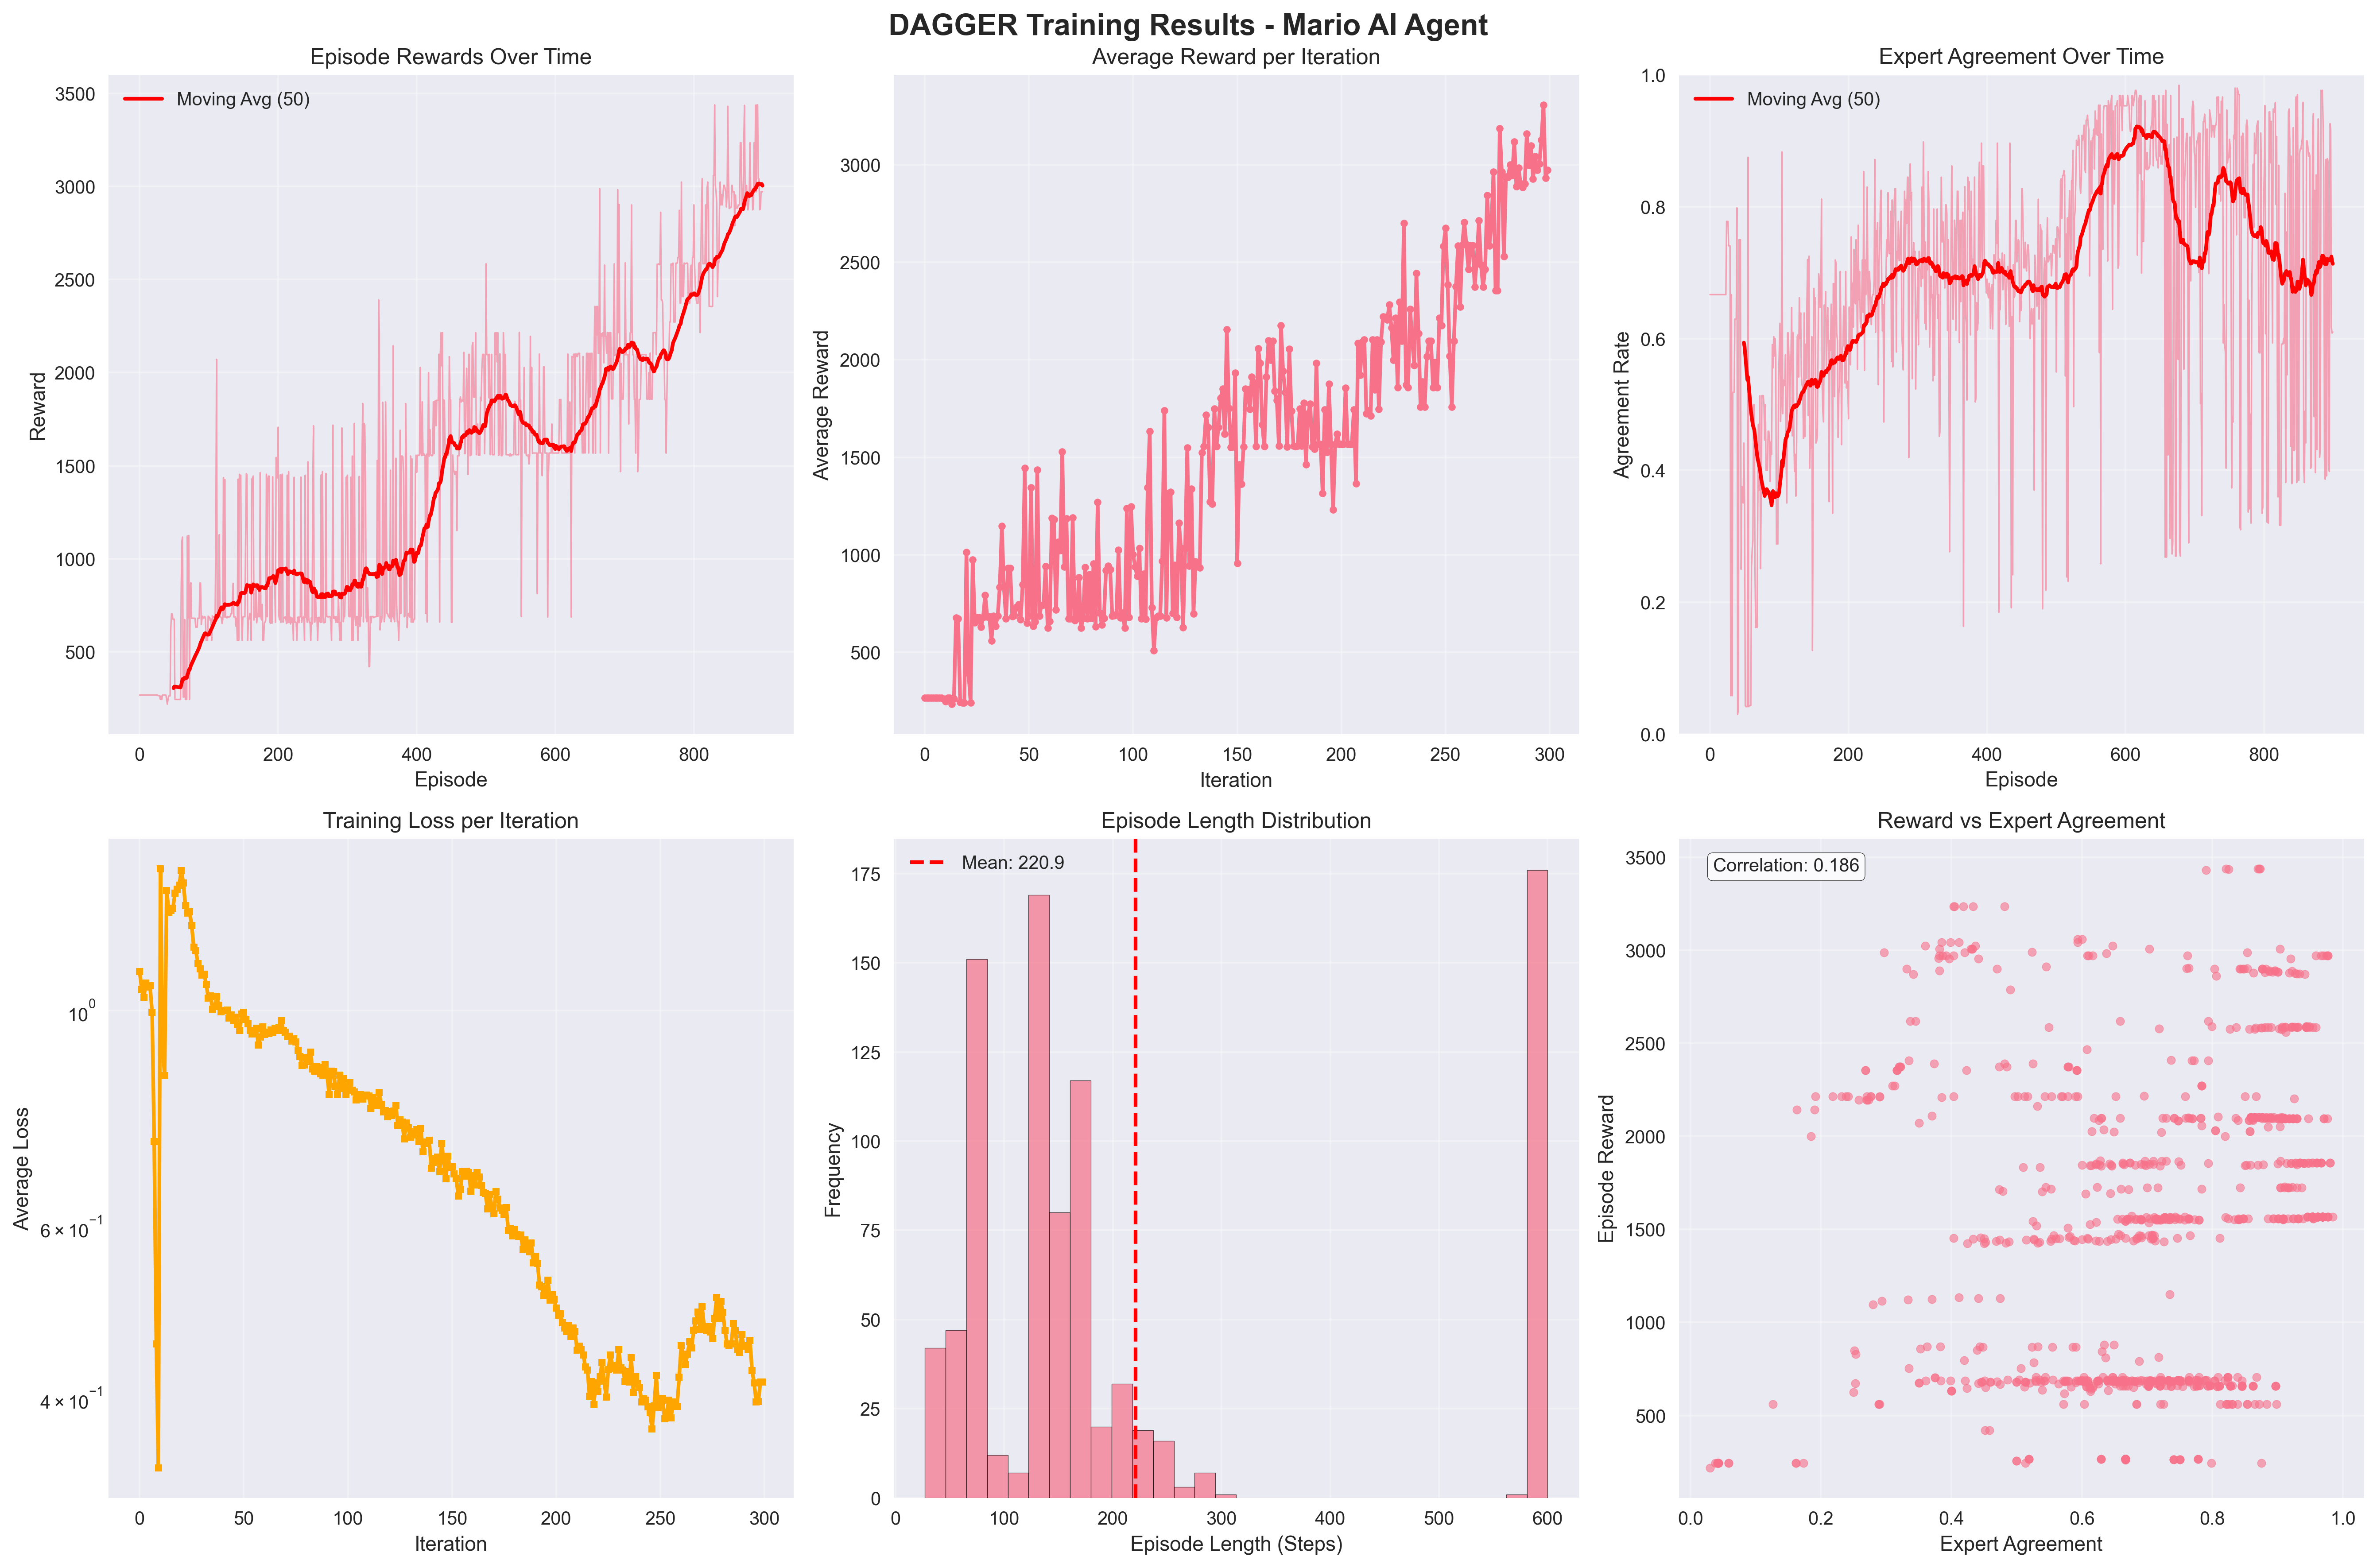 DAGGER Training Results - Mario AI Agent
Episode Rewards Over Time
Moving Avg (50)
3500
3000
2500
2000
1500
1000
500
Reward
0 200 400 600 800
Episode
Average Reward per Iteration
3000
2500
2000
1500
1000
500
Average Reward
0 50 100 150 200 250 300
Iteration
Expert Agreement Over Time
Moving Avg (50)
1.0
0.8
0.6
0.4
0.2
0.0
Agreement Rate
0 200 400 600 800
Episode
Training Loss per Iteration
10⁰
6 × 10⁻¹
4 × 10⁻¹
Average Loss
0 50 100 150 200 250 300
Iteration
Episode Length Distribution
Mean: 220.9
175
150
125
100
75
50
25
0
Frequency
0 100 200 300 400 500 600
Episode Length (Steps)
Reward vs Expert Agreement
Correlation: 0.186
3500
3000
2500
2000
1500
1000
500
Episode Reward
0.0 0.2 0.4 0.6 0.8 1.0
Expert Agreement